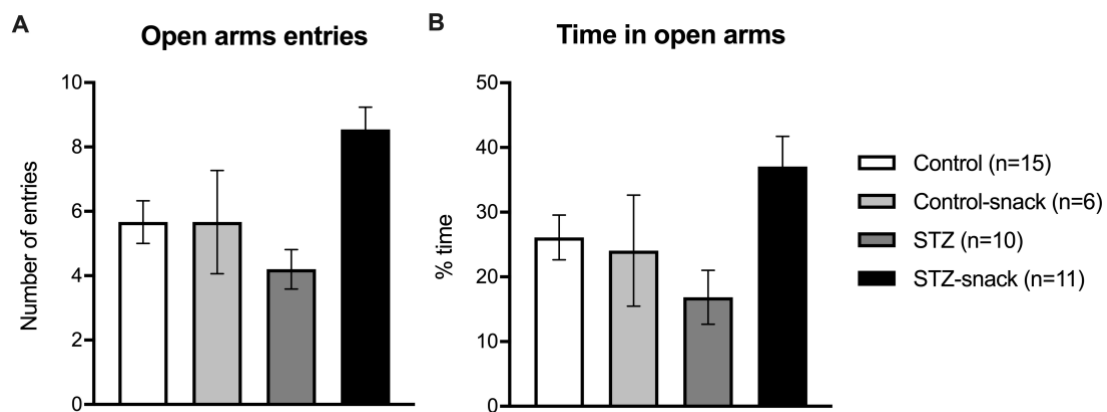 A
Open arms entries
Number of entries
10
8
6
4
2
0
B
Time in open arms
% time
50
40
30
20
10
0
Control (n=15)
Control-snack (n=6)
STZ (n=10)
STZ-snack (n=11)